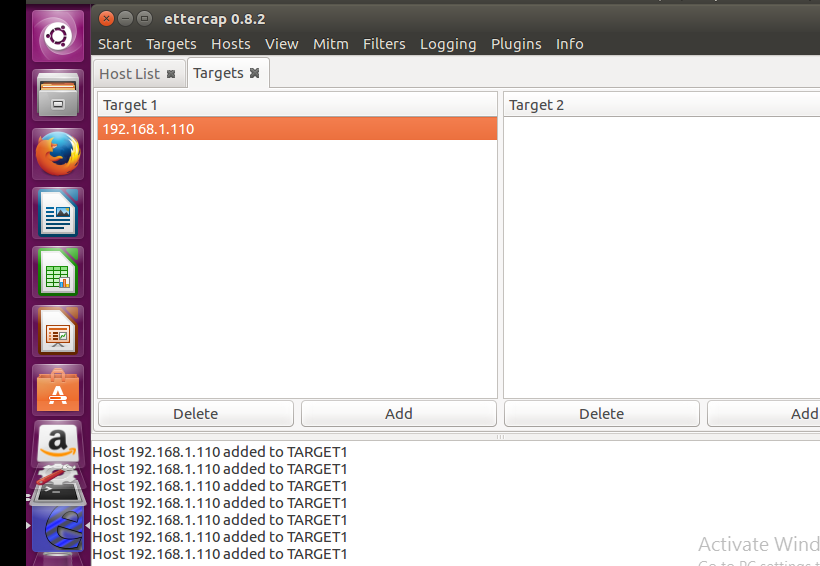 ettercap 0.8.2
Start Targets Hosts View Mitm Filters Logging Plugins Info
Host List Targets
Target 1 Target 2
192.168.1.110
Delete Add Delete Add
Host 192.168.1.110 added to TARGET1
Host 192.168.1.110 added to TARGET1
Host 192.168.1.110 added to TARGET1
Host 192.168.1.110 added to TARGET1
Host 192.168.1.110 added to TARGET1
Host 192.168.1.110 added to TARGET1
Host 192.168.1.110 added to TARGET1
Activate Wind
Go to PC settings t